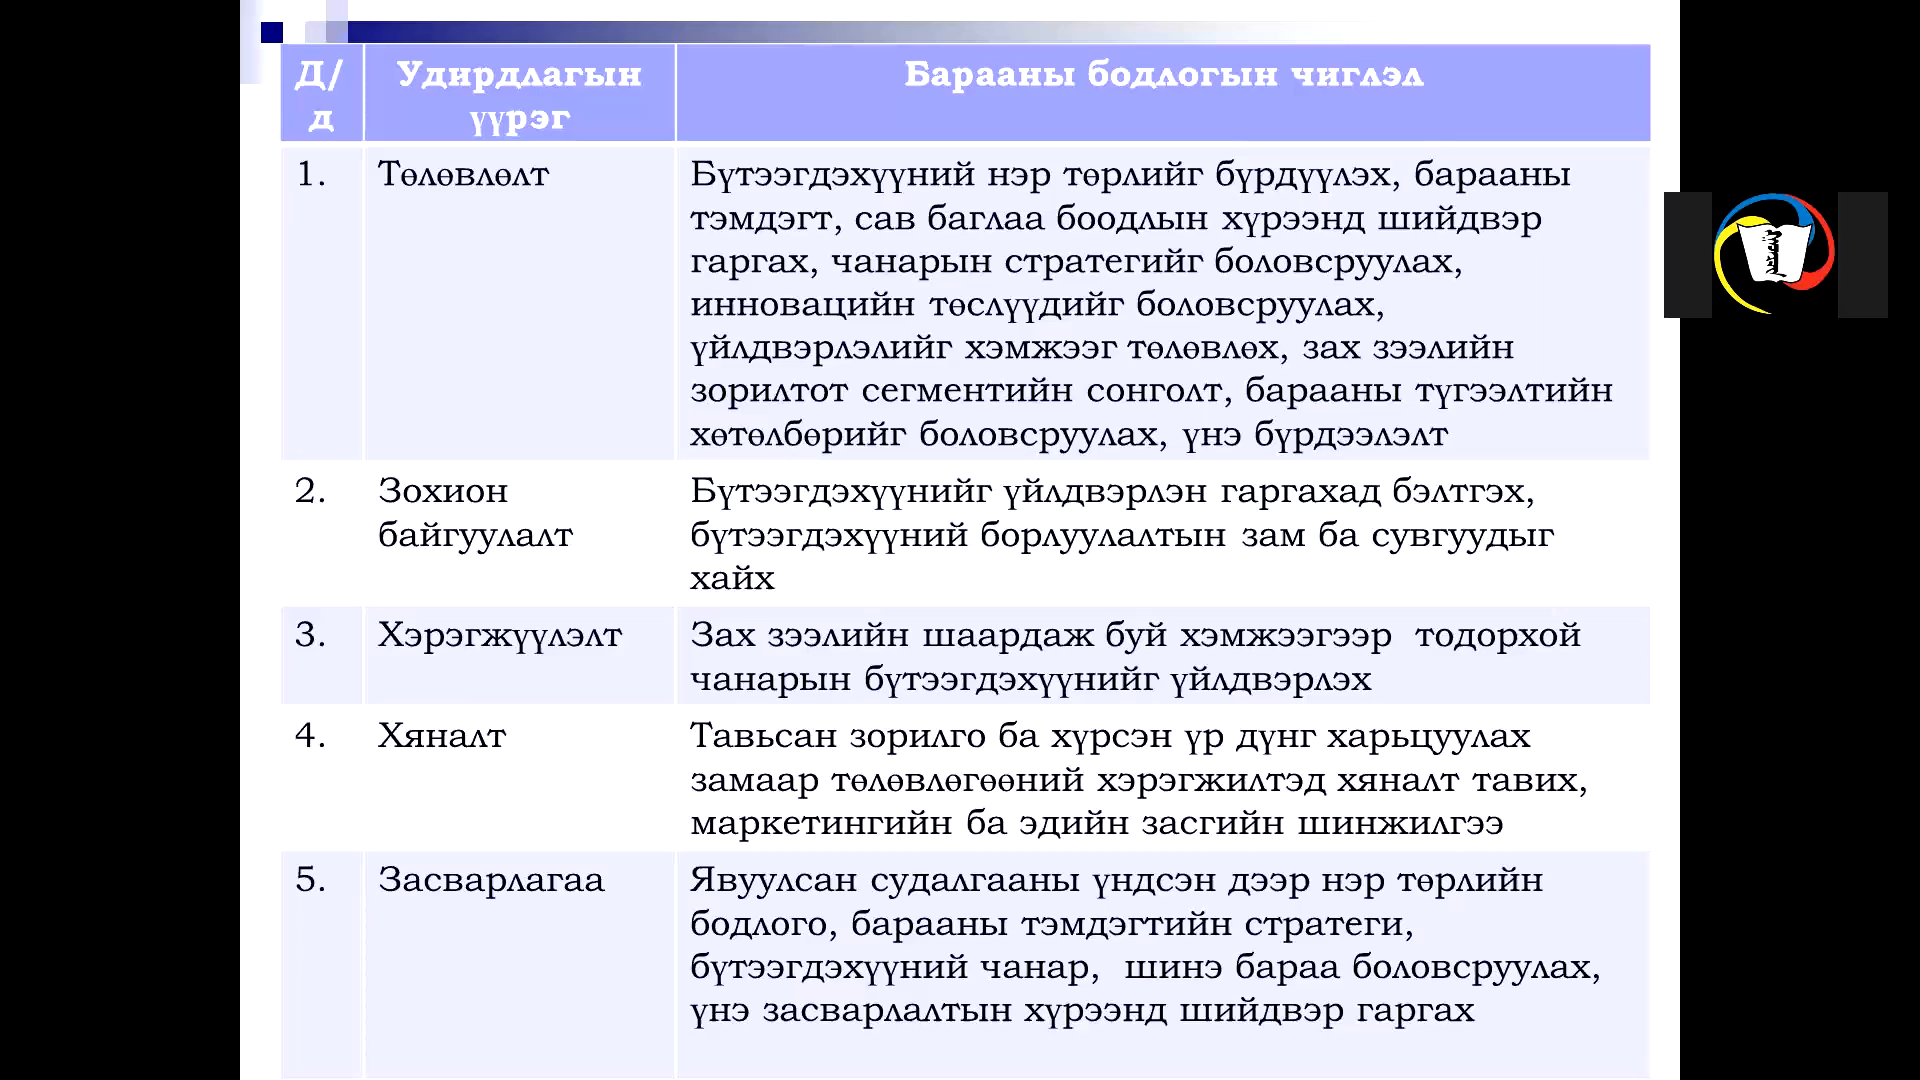 Д/
д
Удирдлагын
үүрэг
Барааны бодлогын чиглэл
1.
Төлөвлөлт
Бүтээгдэхүүний нэр төрлийг бүрдүүлэх, барааны
тэмдэгт, сав баглаа боодлын хүрээнд шийдвэр
гаргах, чанарын стратегийг боловсруулах,
инновацийн төслүүдийг боловсруулах,
үйлдвэрлэлийг хэмжээг төлөвлөх, зах зээлийн
зорилтот сегментийн сонголт, барааны түгээлтийн
хөтөлбөрийг боловсруулах, үнэ бүрдээлэлт
2.
Зохион
байгуулалт
Бүтээгдэхүүнийг үйлдвэрлэн гаргахад бэлтгэх,
бүтээгдэхүүний борлуулалтын зам ба сувгуудыг
хайх
3.
Хэрэгжүүлэлт
Зах зээлийн шаардаж буй хэмжээгээр  тодорхой
чанарын бүтээгдэхүүнийг үйлдвэрлэх
4.
Хяналт
Тавьсан зорилго ба хүрсэн үр дүнг харьцуулах
замаар төлөвлөгөөний хэрэгжилтэд хяналт тавих,
маркетингийн ба эдийн засгийн шинжилгээ
5.
Засварлагаа
Явуулсан судалгааны үндсэн дээр нэр төрлийн
бодлого, барааны тэмдэгтийн стратеги,
бүтээгдэхүүний чанар,  шинэ бараа боловсруулах,
үнэ засварлалтын хүрээнд шийдвэр гаргах